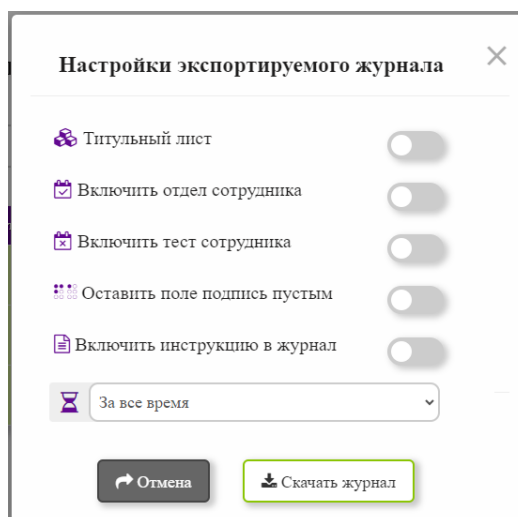 Настройки экспортируемого журнала
Титульный лист
Включить отдел сотрудника
Включить тест сотрудника
Оставить поле подпись пустым
Включить инструкцию в журнал
За все время
Отмена
Скачать журнал